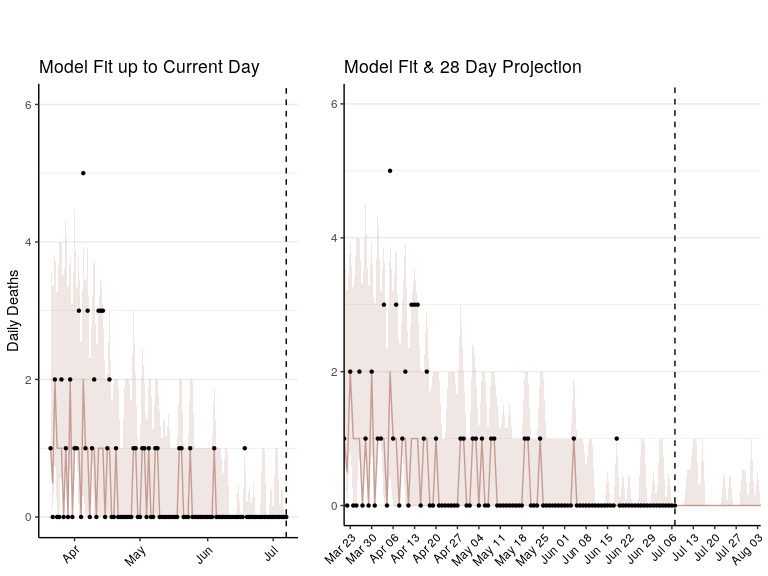 Model Fit up to Current Day
Model Fit & 28 Day Projection
Daily Deaths
6
4
2
0
Apr
May
Jun
Jul
6
4
2
0
Mar 23
Mar 30
Apr 06
Apr 13
Apr 20
Apr 27
May 04
May 11
May 18
May 25
Jun 01
Jun 08
Jun 15
Jun 22
Jun 29
Jul 06
Jul 13
Jul 20
Jul 27
Aug 03